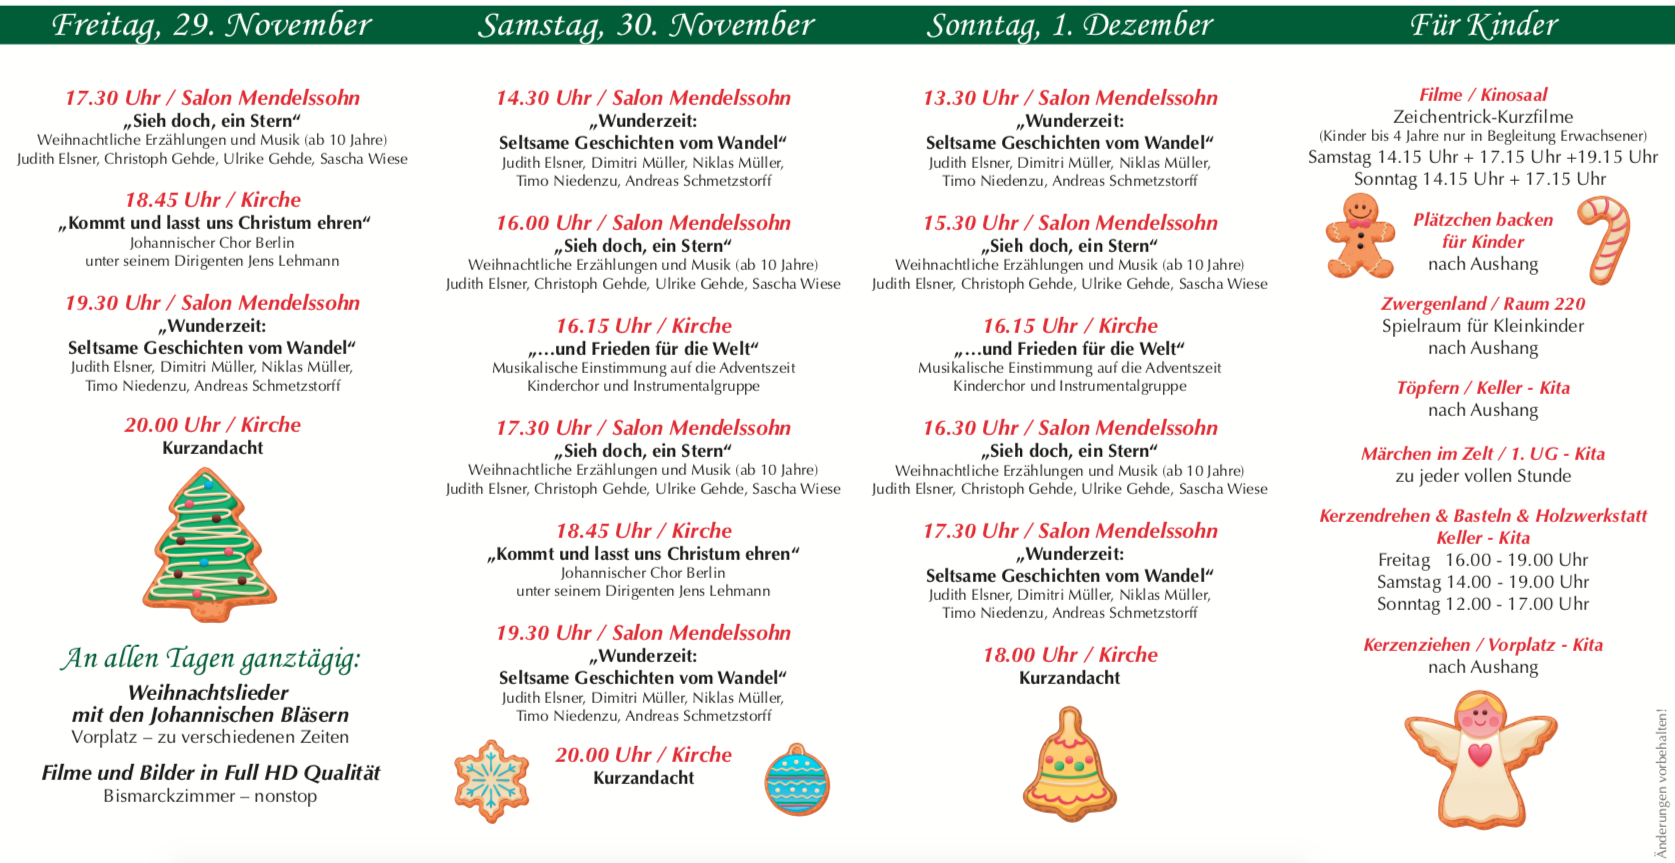 Freitag, 29. November
17.30 Uhr / Salon Mendelssohn
„Sieh doch, ein Stern“
Weihnachtliche Erzählungen und Musik (ab 10 Jahre)
Judith Elsner, Christoph Gehde, Ulrike Gehde, Sascha Wiese
18.45 Uhr / Kirche
„Kommt und lasst uns Christum ehren“
Johannischer Chor Berlin
unter seinem Dirigenten Jens Lehmann
19.30 Uhr / Salon Mendelssohn
„Wunderzeit:
Seltsame Geschichten vom Wandel“
Judith Elsner, Dimitri Müller, Niklas Müller,
Timo Niedenzu, Andreas Schmetzstorff
20.00 Uhr / Kirche
Kurzandacht
An allen Tagen ganztägig:
Weihnachtslieder
mit den Johannischen Bläsern
Vorplatz – zu verschiedenen Zeiten
Filme und Bilder in Full HD Qualität
Bismarckzimmer – nonstop
Samstag, 30. November
14.30 Uhr / Salon Mendelssohn
„Wunderzeit:
Seltsame Geschichten vom Wandel“
Judith Elsner, Dimitri Müller, Niklas Müller,
Timo Niedenzu, Andreas Schmetzstorff
16.00 Uhr / Salon Mendelssohn
„Sieh doch, ein Stern“
Weihnachtliche Erzählungen und Musik (ab 10 Jahre)
Judith Elsner, Christoph Gehde, Ulrike Gehde, Sascha Wiese
16.15 Uhr / Kirche
„…und Frieden für die Welt“
Musikalische Einstimmung auf die Adventszeit
Kinderchor und Instrumentalgruppe
17.30 Uhr / Salon Mendelssohn
„Sieh doch, ein Stern“
Weihnachtliche Erzählungen und Musik (ab 10 Jahre)
Judith Elsner, Christoph Gehde, Ulrike Gehde, Sascha Wiese
18.45 Uhr / Kirche
„Kommt und lasst uns Christum ehren“
Johannischer Chor Berlin
unter seinem Dirigenten Jens Lehmann
19.30 Uhr / Salon Mendelssohn
„Wunderzeit:
Seltsame Geschichten vom Wandel“
Judith Elsner, Dimitri Müller, Niklas Müller,
Timo Niedenzu, Andreas Schmetzstorff
20.00 Uhr / Kirche
Kurzandacht
Sonntag, 1. Dezember
13.30 Uhr / Salon Mendelssohn
„Wunderzeit:
Seltsame Geschichten vom Wandel“
Judith Elsner, Dimitri Müller, Niklas Müller,
Timo Niedenzu, Andreas Schmetzstorff
15.30 Uhr / Salon Mendelssohn
„Sieh doch, ein Stern“
Weihnachtliche Erzählungen und Musik (ab 10 Jahre)
Judith Elsner, Christoph Gehde, Ulrike Gehde, Sascha Wiese
16.15 Uhr / Kirche
„…und Frieden für die Welt“
Musikalische Einstimmung auf die Adventszeit
Kinderchor und Instrumentalgruppe
16.30 Uhr / Salon Mendelssohn
„Sieh doch, ein Stern“
Weihnachtliche Erzählungen und Musik (ab 10 Jahre)
Judith Elsner, Christoph Gehde, Ulrike Gehde, Sascha Wiese
17.30 Uhr / Salon Mendelssohn
„Wunderzeit:
Seltsame Geschichten vom Wandel“
Judith Elsner, Dimitri Müller, Niklas Müller,
Timo Niedenzu, Andreas Schmetzstorff
18.00 Uhr / Kirche
Kurzandacht
Für Kinder
Filme / Kinosaal
Zeichentrick-Kurzfilme
(Kinder bis 4 Jahre nur in Begleitung Erwachsener)
Samstag 14.15 Uhr + 17.15 Uhr +19.15 Uhr
Sonntag 14.15 Uhr + 17.15 Uhr
Plätzchen backen
für Kinder
nach Aushang
Zwergenland / Raum 220
Spielraum für Kleinkinder
nach Aushang
Töpfern / Keller - Kita
nach Aushang
Märchen im Zelt / 1. UG - Kita
zu jeder vollen Stunde
Kerzendrehen & Basteln & Holzwerkstatt
Keller - Kita
Freitag 16.00 - 19.00 Uhr
Samstag 14.00 - 19.00 Uhr
Sonntag 12.00 - 17.00 Uhr
Kerzenziehen / Vorplatz - Kita
nach Aushang
Änderungen vorbehalten!